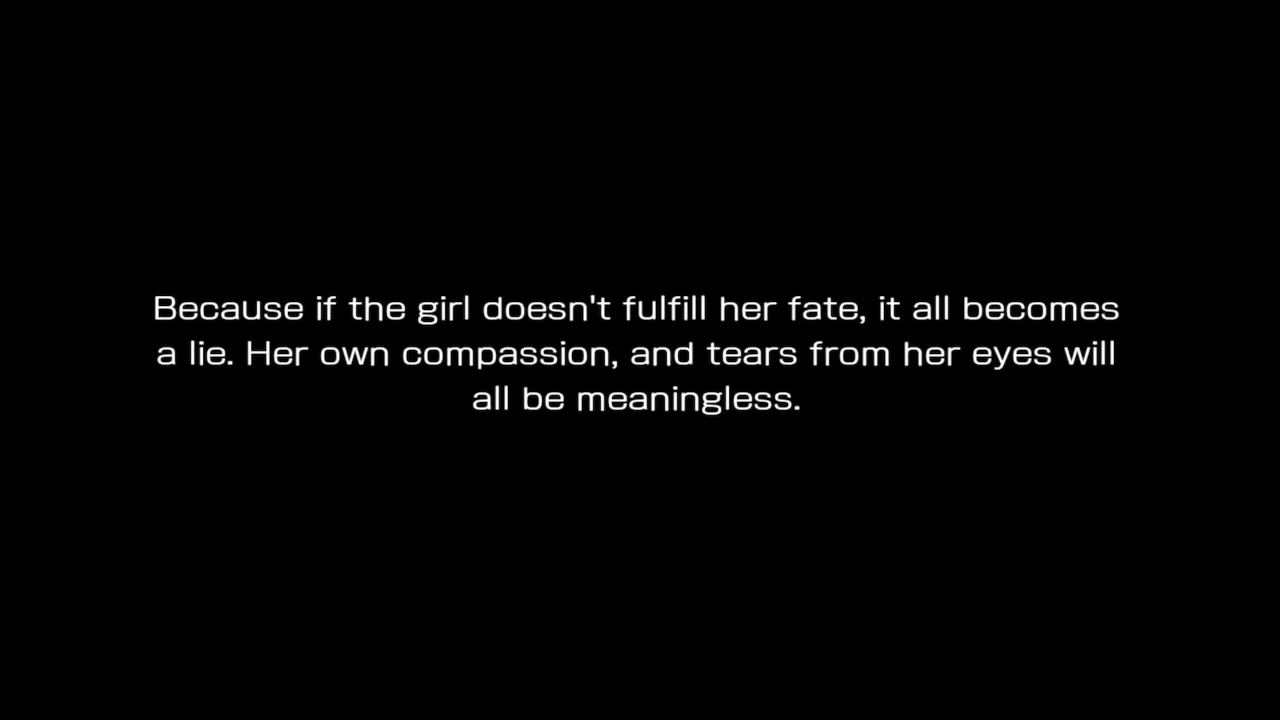 Because if the girl doesn't fulfill her fate, it all becomes
a lie. Her own compassion, and tears from her eyes will
all be meaningless.